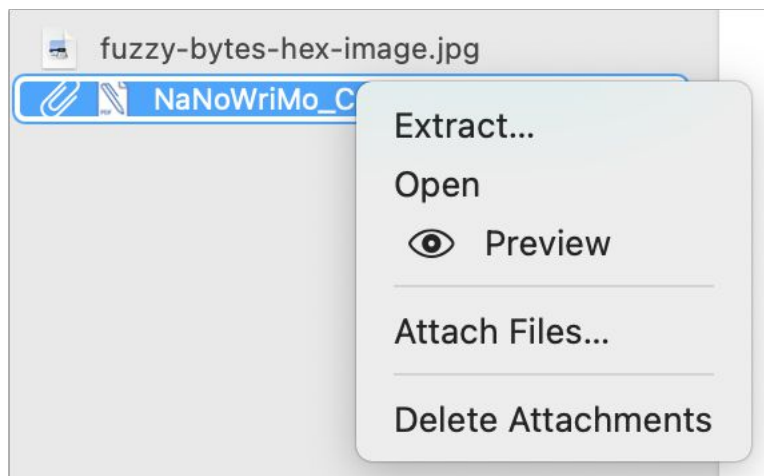 fuzzy-bytes-hex-image.jpg
NaNoWriMo_C
Extract...
Open
Preview
Attach Files...
Delete Attachments